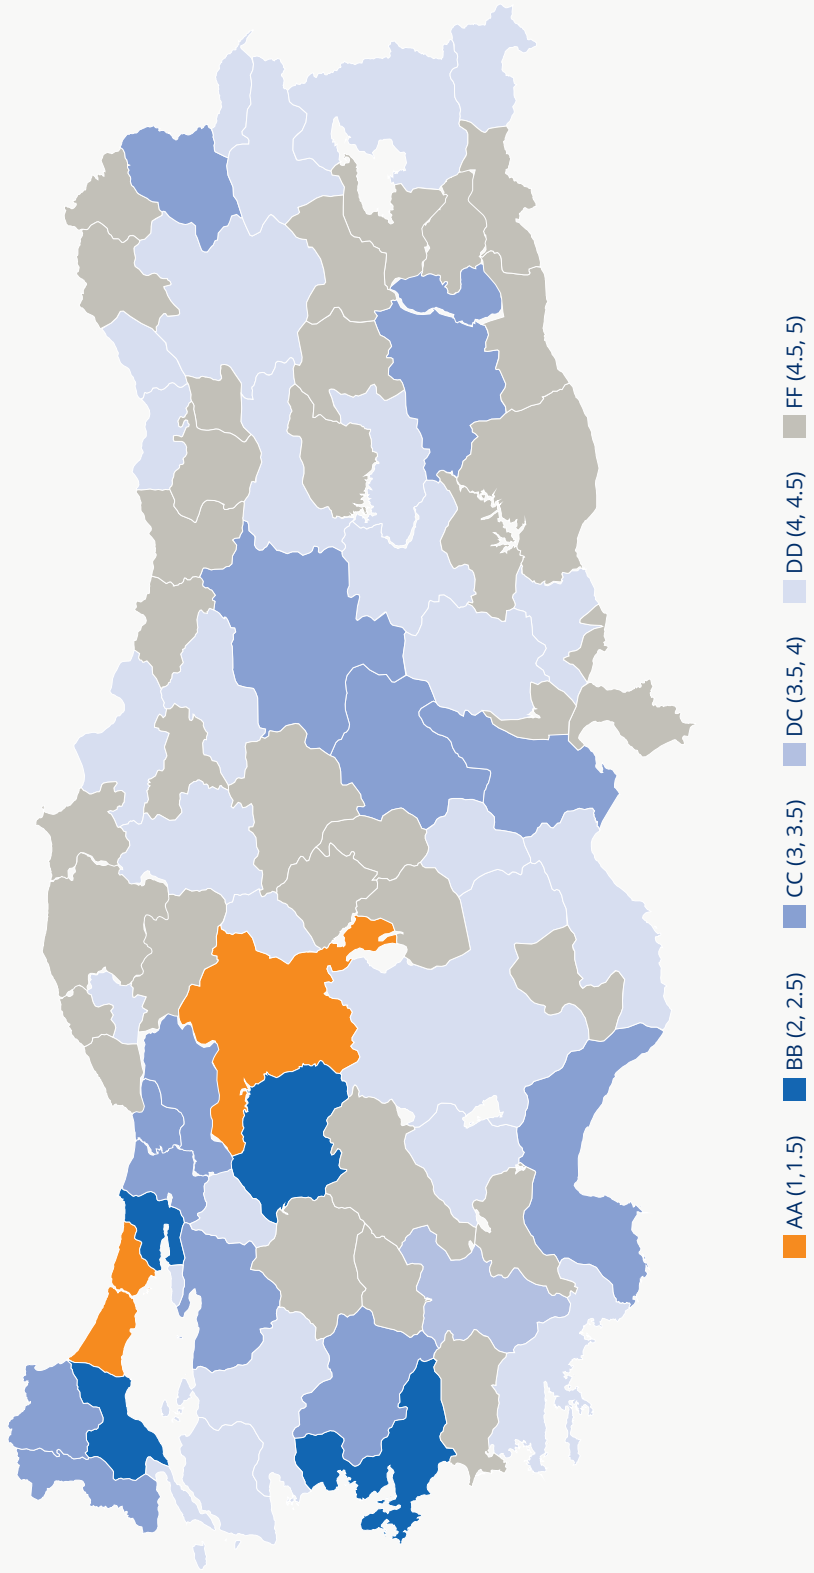 AA (1,1.5)
BB (2, 2.5)
CC (3, 3.5)
DC (3.5, 4)
DD (4, 4.5)
FF (4.5, 5)